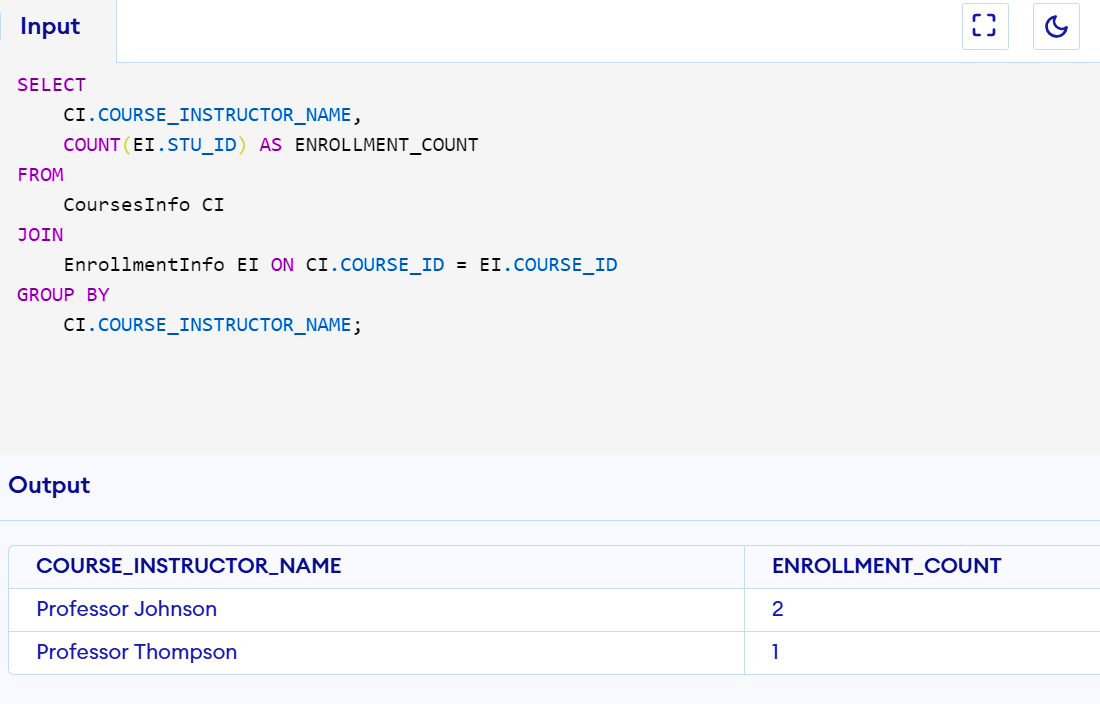 Input
SELECT
    CI.COURSE_INSTRUCTOR_NAME,
    COUNT(EI.STU_ID) AS ENROLLMENT_COUNT
FROM
    CoursesInfo CI
JOIN
    EnrollmentInfo EI ON CI.COURSE_ID = EI.COURSE_ID
GROUP BY
    CI.COURSE_INSTRUCTOR_NAME;
Output
COURSE_INSTRUCTOR_NAME ENROLLMENT_COUNT
Professor Johnson 2
Professor Thompson 1